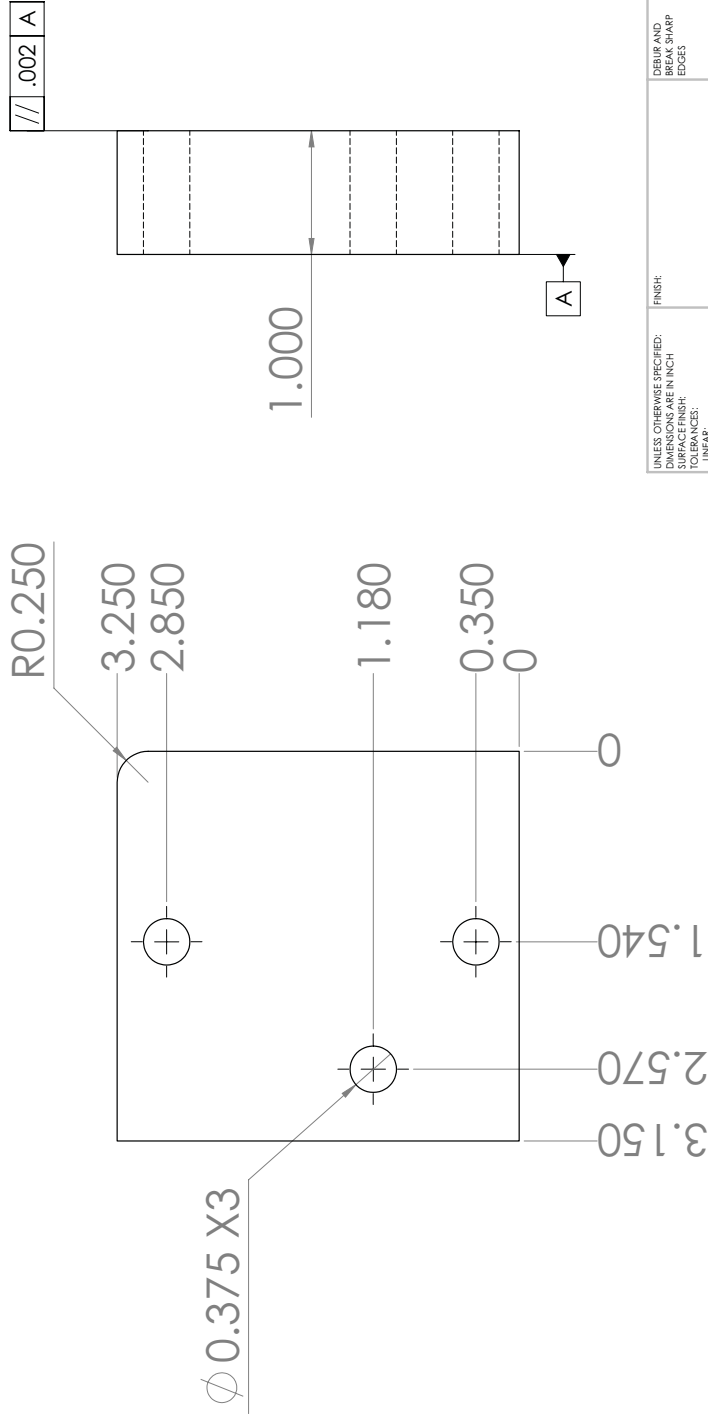 // .002 A
R0.250
3.250
2.850
1.180
0.350
0
0
1.540
2.570
3.150
Ø 0.375 X3
1.000
A
UNLESS OTHERWISE SPECIFIED:
DIMENSIONS ARE IN INCH
SURFACE FINISH:
TOLERANCES:
LINEAR:
FINISH:
DEBUR AND
BREAK SHARP
EDGES